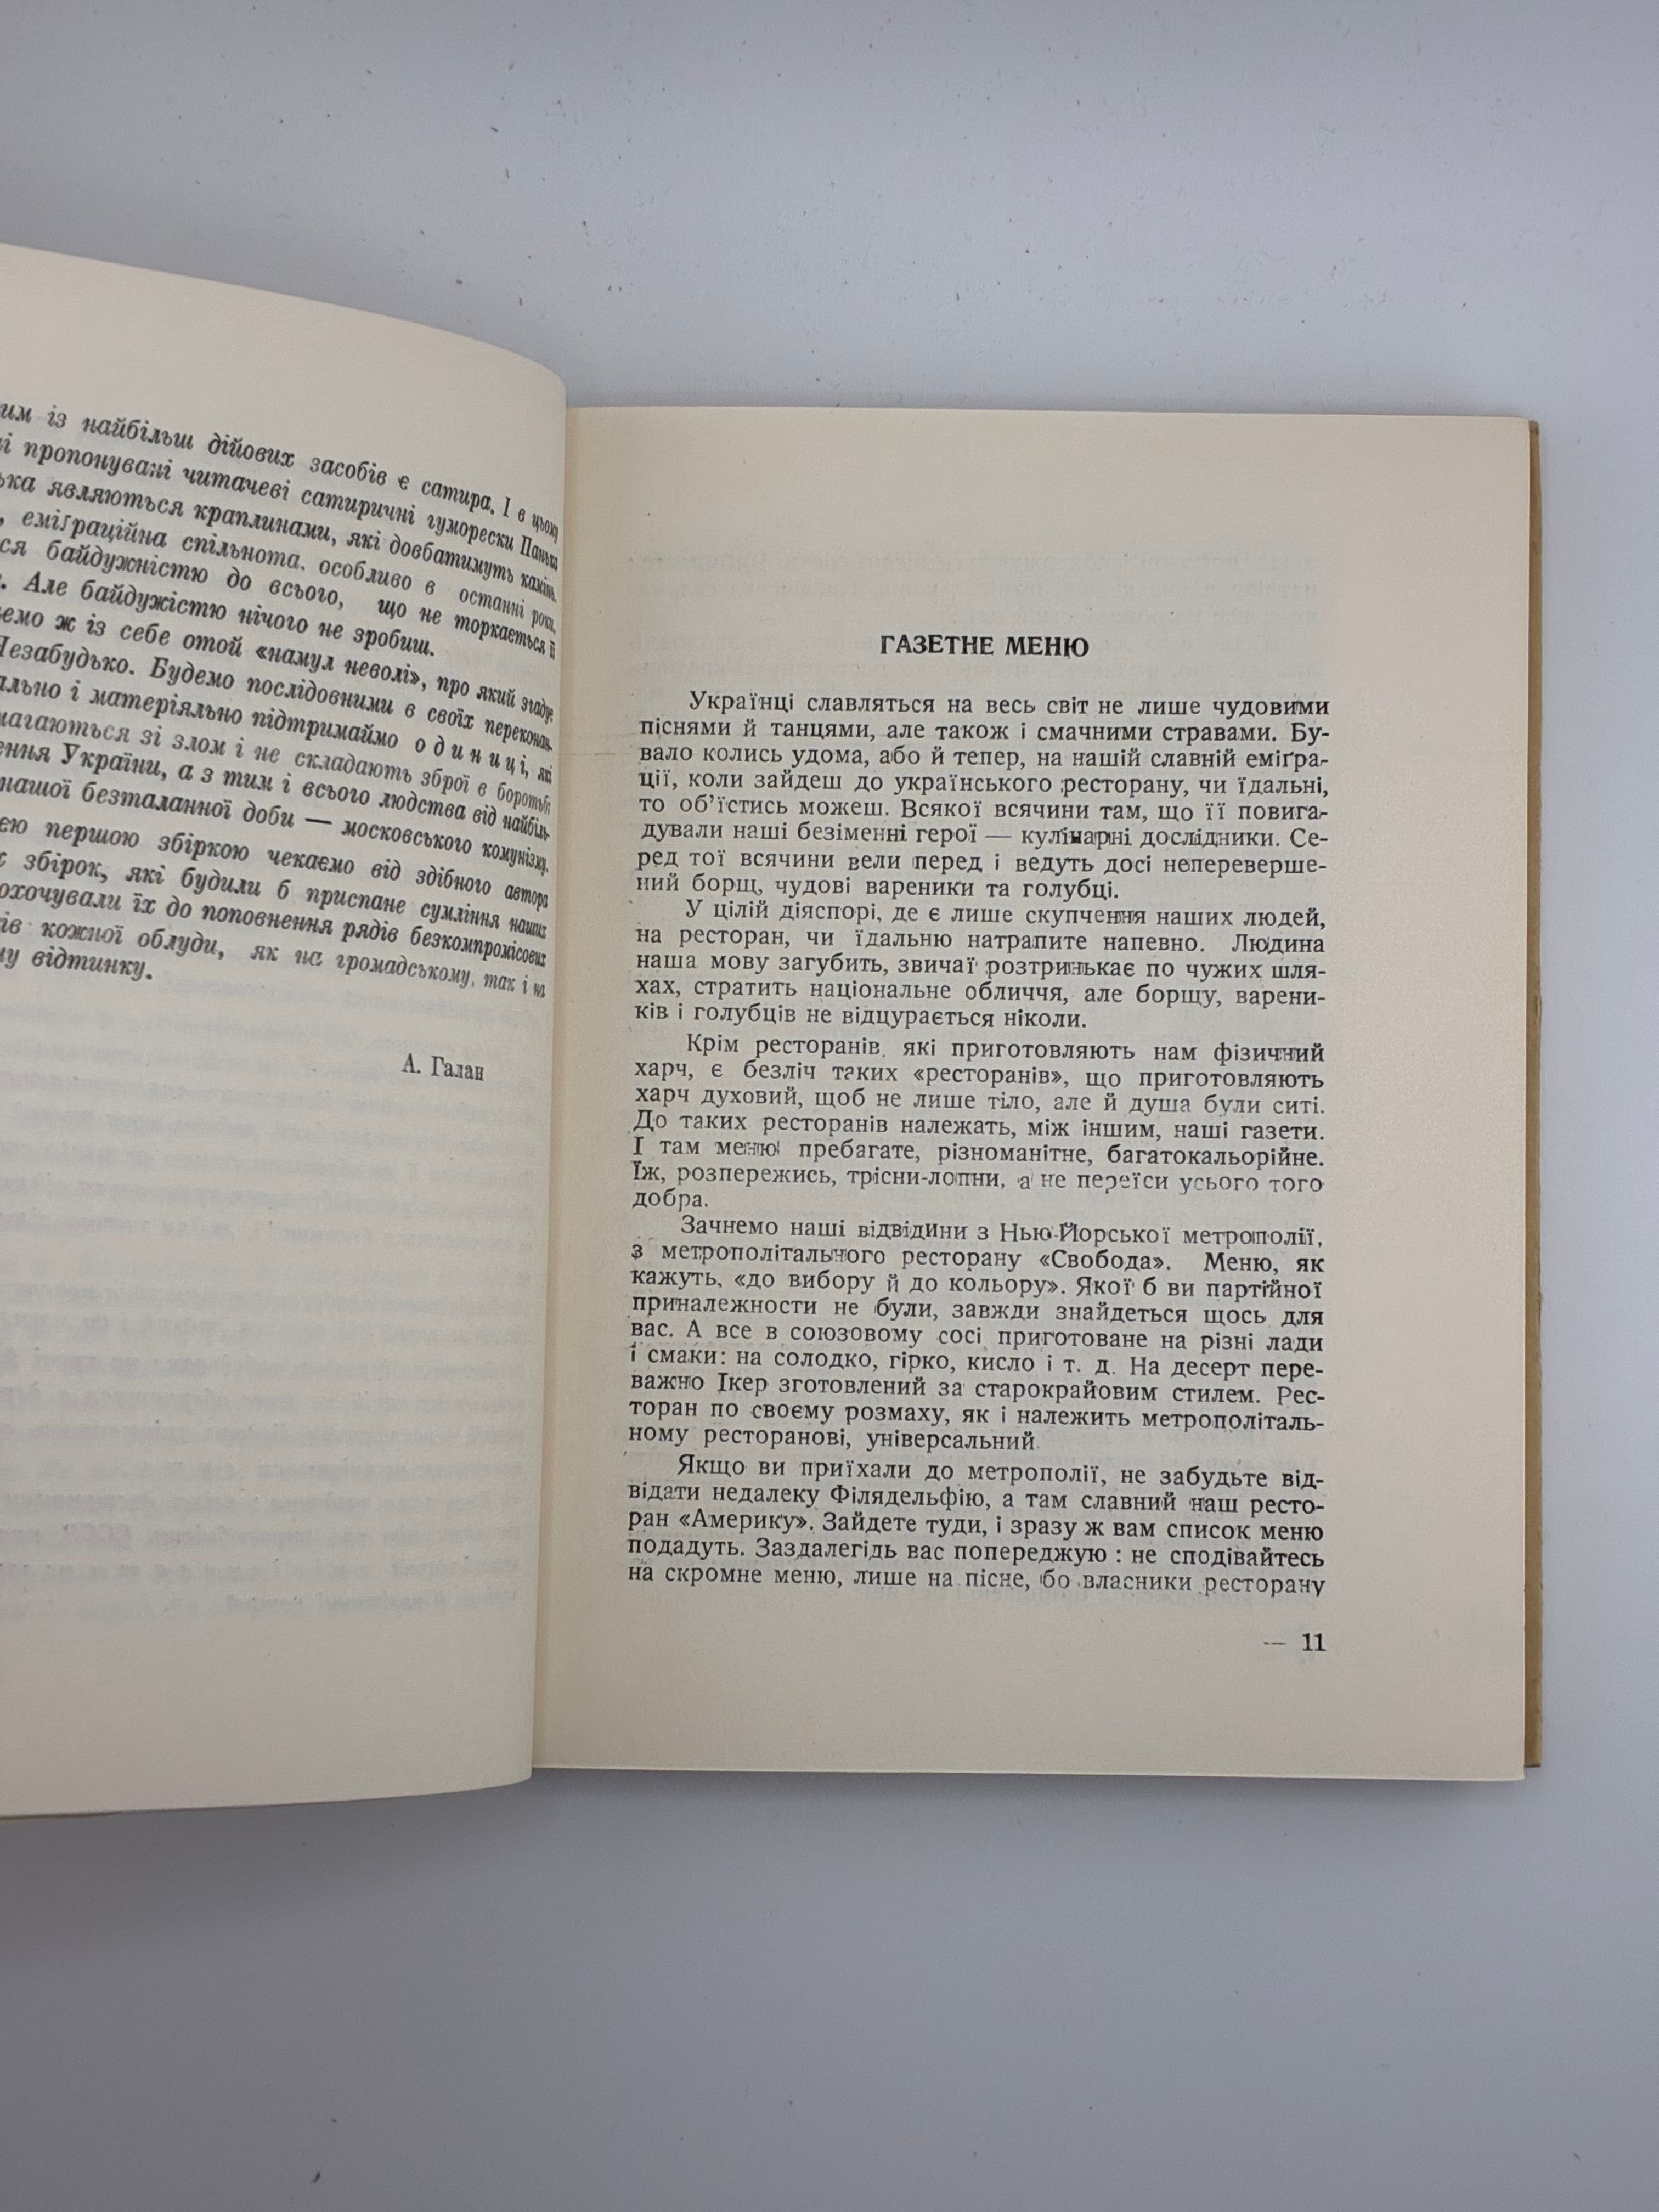 им із найбільш дійових засобів є сатира. І в цьому
і пропонувані читачеві сатиричні гуморески Панька
ька являються краплинами, які довбатимуть камінь.
, еміґраційна спільнота. особливо в останні роки,
ся байдужністю до всього, що не торкається її
. Але байдужістю нічого не зробиш.
емо ж із себе отой «намул неволі», про який згадує
Незабудько. Будемо послідовними в своїх переконан-
ально і матеріяльно підтримаймо о д и н и ц і, які
магаються зі злом і не складають зброї в боротьбі
ення України, а з тим і всього людства від найбіль-
нашої безталанної доби — московського комунізму.
ею першою збіркою чекаємо від здібного автора
х збірок, які будили б приспане сумління наших
охочували їх до поповнення рядів безкомпромісових
ів кожної облуди, як на громадському, так і на
му відтинку.
А. Галан
ГАЗЕТНЕ МЕНЮ
Українці славляться на весь світ не лише чудовими
піснями й танцями, але також і смачними стравами. Бу-
вало колись удома, або й тепер, на нашій славній еміґра-
ції, коли зайдеш до українського ресторану, чи їдальні,
то об’їстись можеш. Всякої всячини там, що її повига-
дували наші безіменні герої — кулінарні дослідники. Се-
ред тої всячини вели перед і ведуть досі неперевершe-
ний борщ, чудові вареники та голубці.
У цілій діяспорі, де є лише скупчення наших людей,
на ресторан, чи їдальню натрапите напевно. Людина
наша мову загубить, звичаї розтринькає по чужих шля-
хах, стратить національне обличчя, але борщу, варени-
ків і голубців не відцурається ніколи.
Крім ресторанів. які приготовляють нам фізичний
харч, є безліч таких «ресторанів», що приготовляють
харч духовий, щоб не лише тіло, але й душа були ситі.
До таких ресторанів належать, між іншим, наші газети.
І там меню пребагате, різноманітне, багатокальорійне.
Їж, розпережись, трісни-лопни, а не переїси усього того
добра.
Зачнемо наші відвідини з Нью-Йорської метрополії,
з метрополітального ресторану «Свобода». Меню, як
кажуть, «до вибору й до кольору». Якої б ви партійної
приналежности не були, завжди знайдеться щось для
вас. А все в союзовому сосі приготоване на різні лади
і смаки: на солодко, гірко, кисло і т. д. На десерт пере-
важно Ікер зготовлений за старокрайовим стилем. Рес-
торан по своєму розмаху, як і належить метрополіталь-
ному ресторанові, універсальний.
Якщо ви приїхали до метрополії, не забудьте від-
відати недалеку Філядельфію, а там славний наш ресто-
ран «Америку». Зайдете туди, і зразу ж вам список меню
подадуть. Заздалегідь вас попереджую : не сподівайтесь
на скромне меню, лише на пісне, бо власники ресторану
— 11